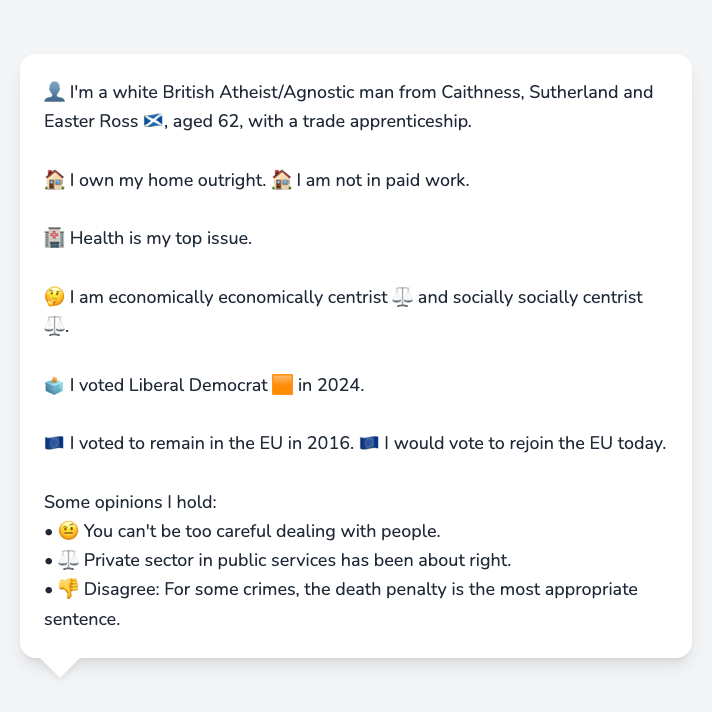 👤 I'm a white British Atheist/Agnostic man from Caithness, Sutherland and
Easter Ross 🏴󠁧󠁢󠁳󠁣󠁴󠁿, aged 62, with a trade apprenticeship.
🏠 I own my home outright. 🏠 I am not in paid work.
🏥 Health is my top issue.
🤔 I am economically economically centrist ⚖️ and socially socially centrist
⚖️.
🗳️ I voted Liberal Democrat 🟧 in 2024.
🇪🇺 I voted to remain in the EU in 2016. 🇪🇺 I would vote to rejoin the EU today.
Some opinions I hold:
• 🤨 You can't be too careful dealing with people.
• ⚖️ Private sector in public services has been about right.
• 👎 Disagree: For some crimes, the death penalty is the most appropriate
sentence.